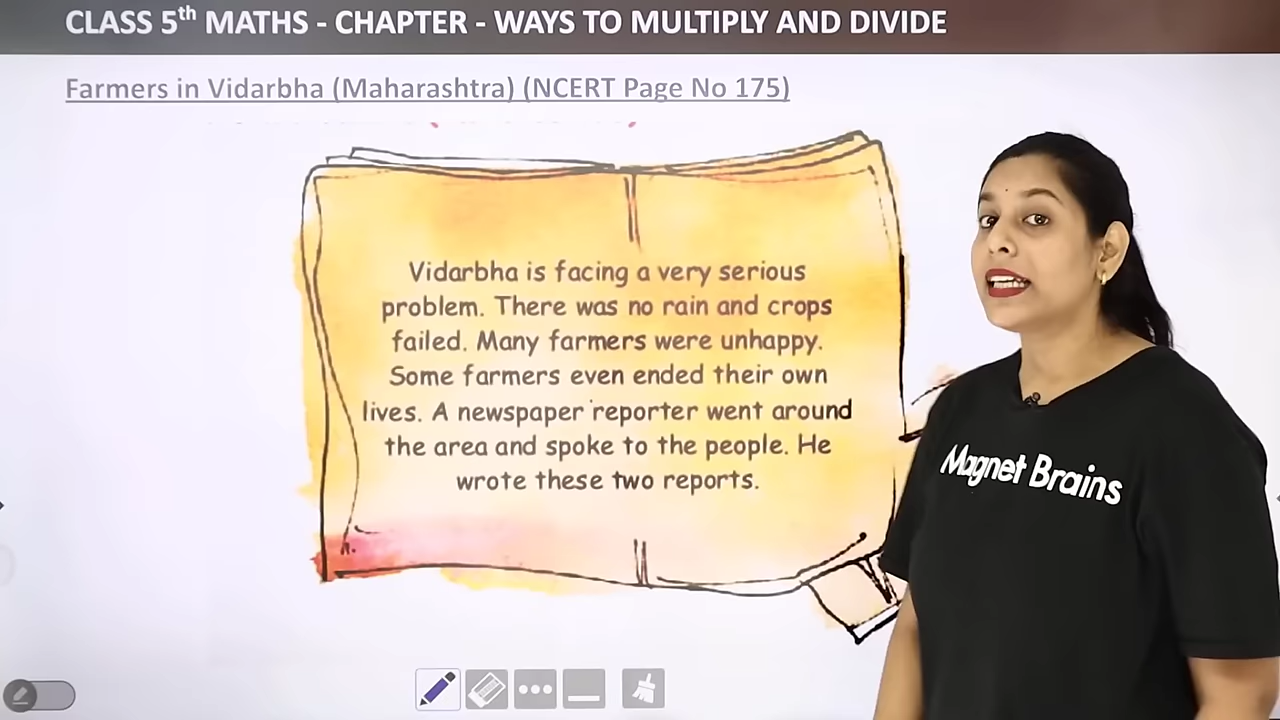 CLASS 5th MATHS - CHAPTER - WAYS TO MULTIPLY AND DIVIDE
Farmers in Vidarbha (Maharashtra) (NCERT Page No 175)
Vidarbha is facing a very serious
problem. There was no rain and crops
failed. Many farmers were unhappy.
Some farmers even ended their own
lives. A newspaper reporter went around
the area and spoke to the people. He
wrote these two reports.
Magnet Brains